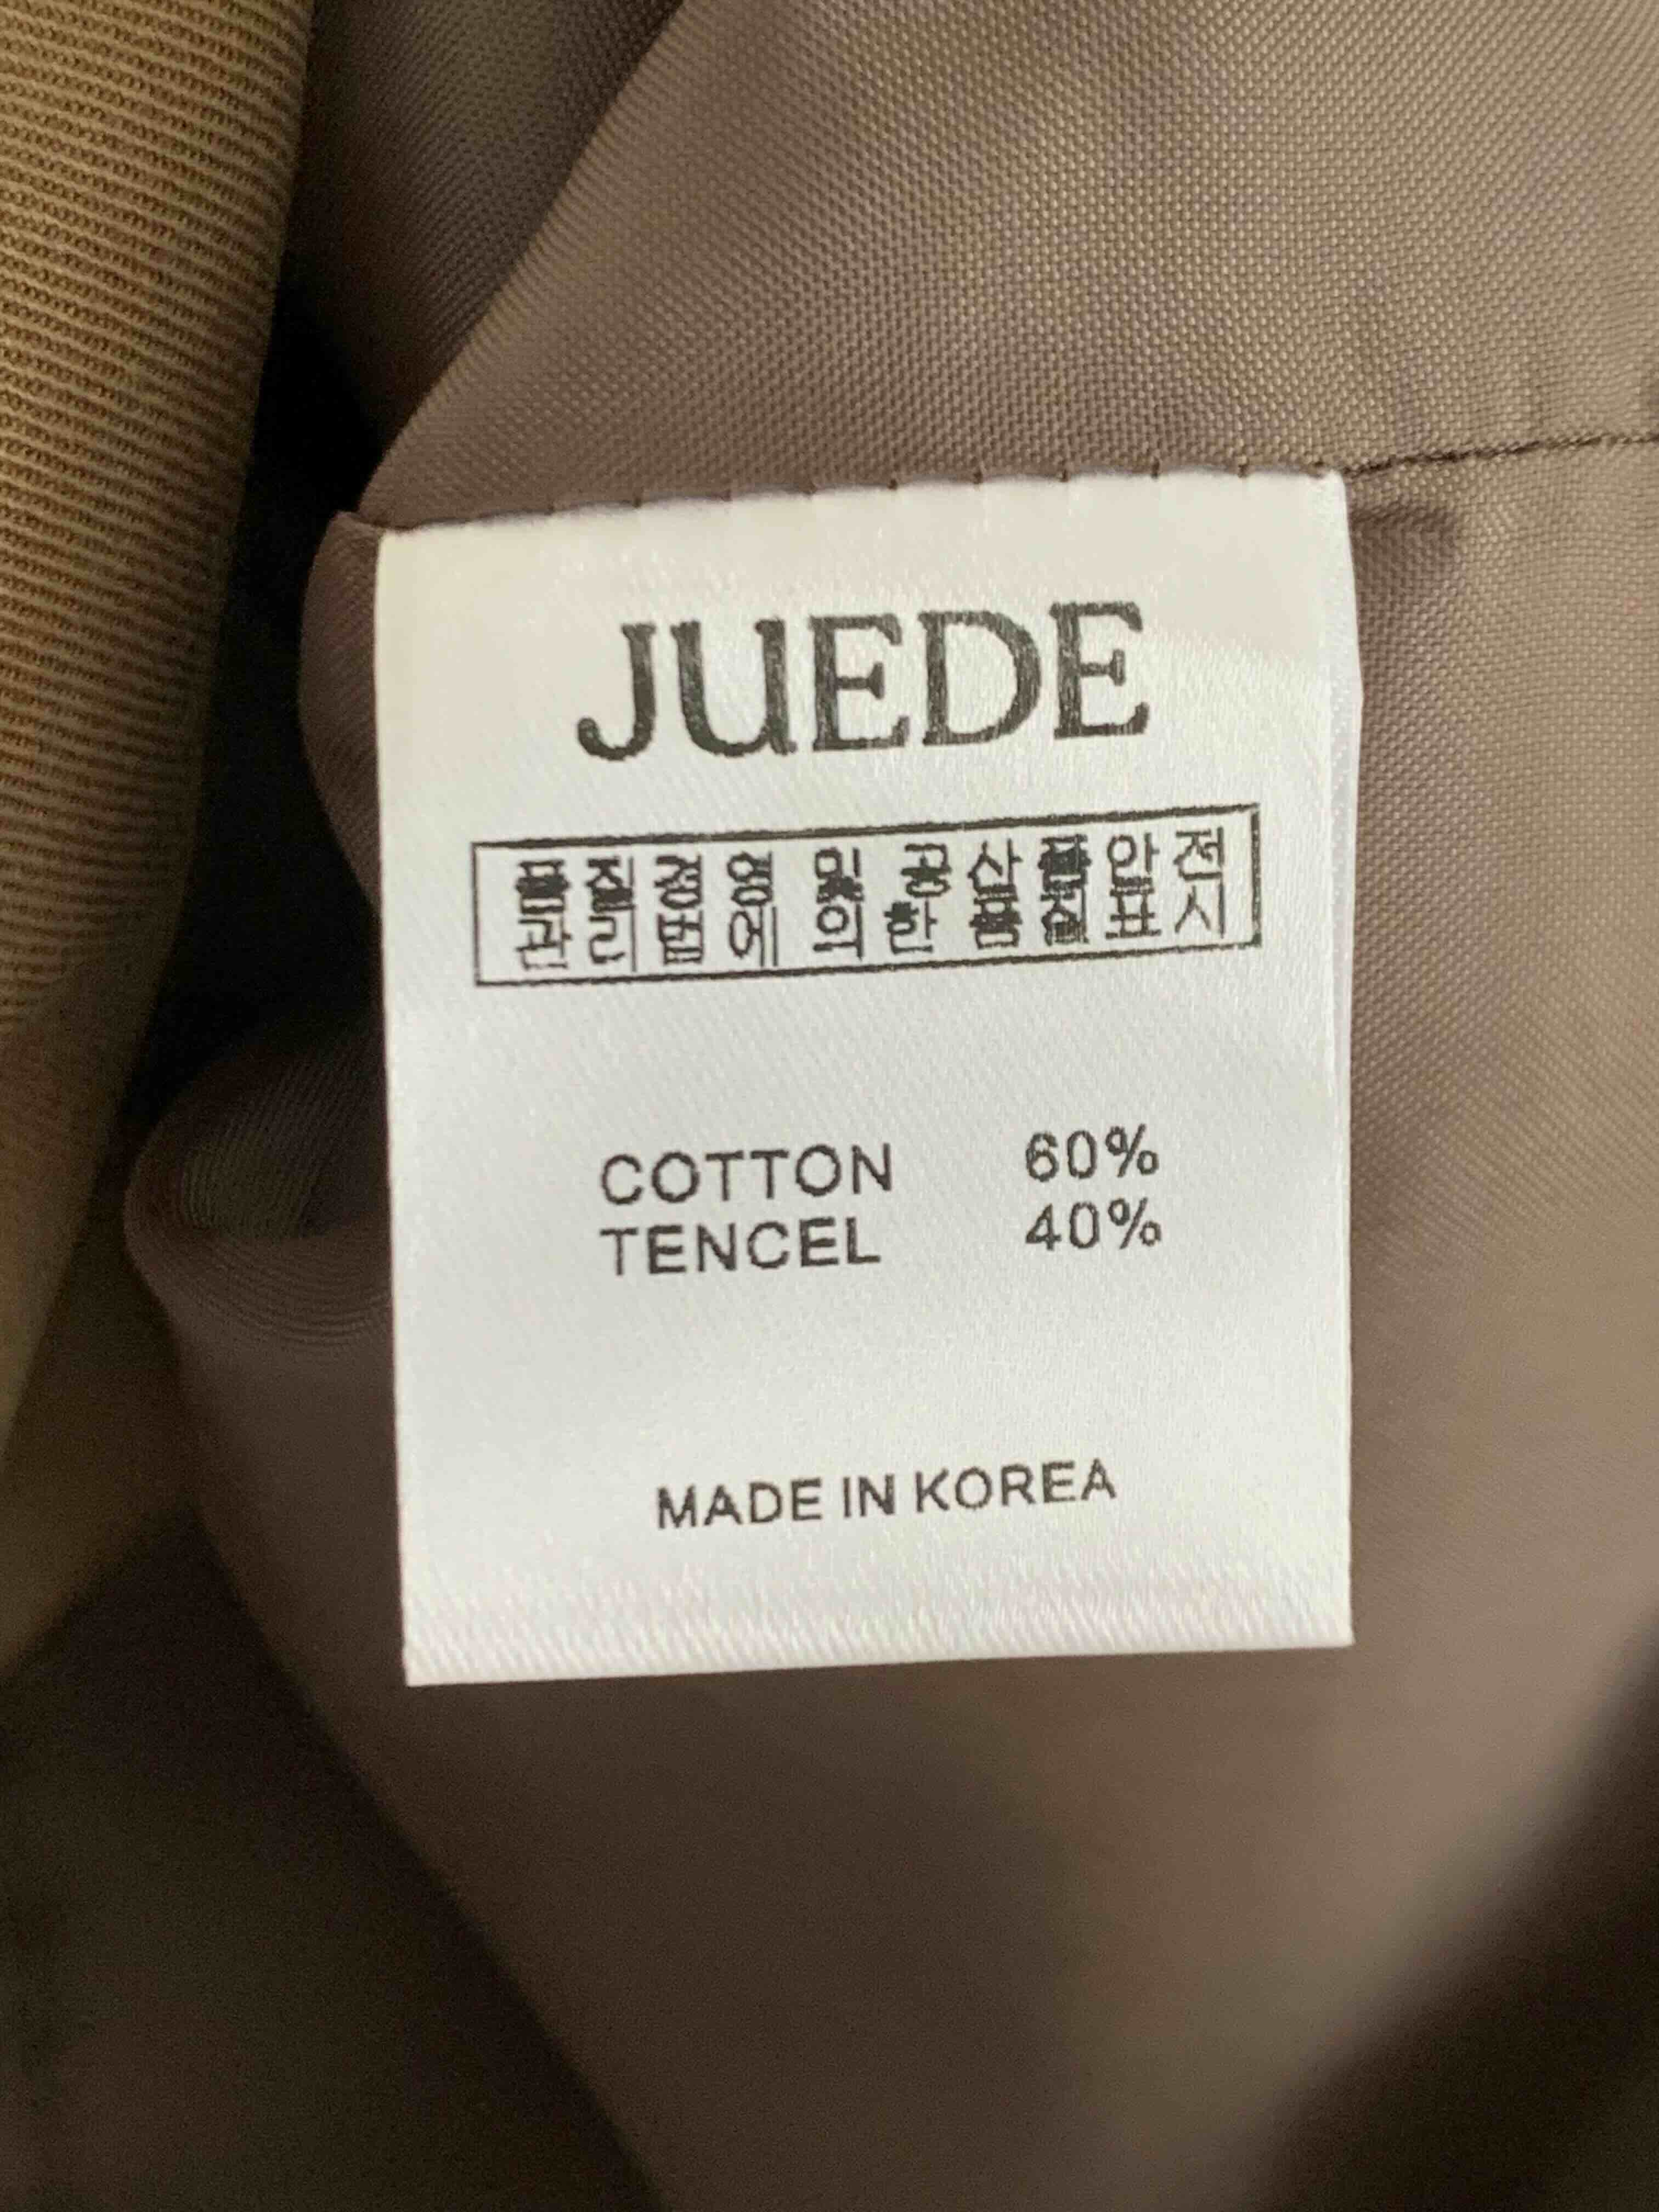 JUEDE
품질경영 및 공산품안전
관리법에 의한 품질표시
COTTON 60%
TENCEL 40%
MADE IN KOREA